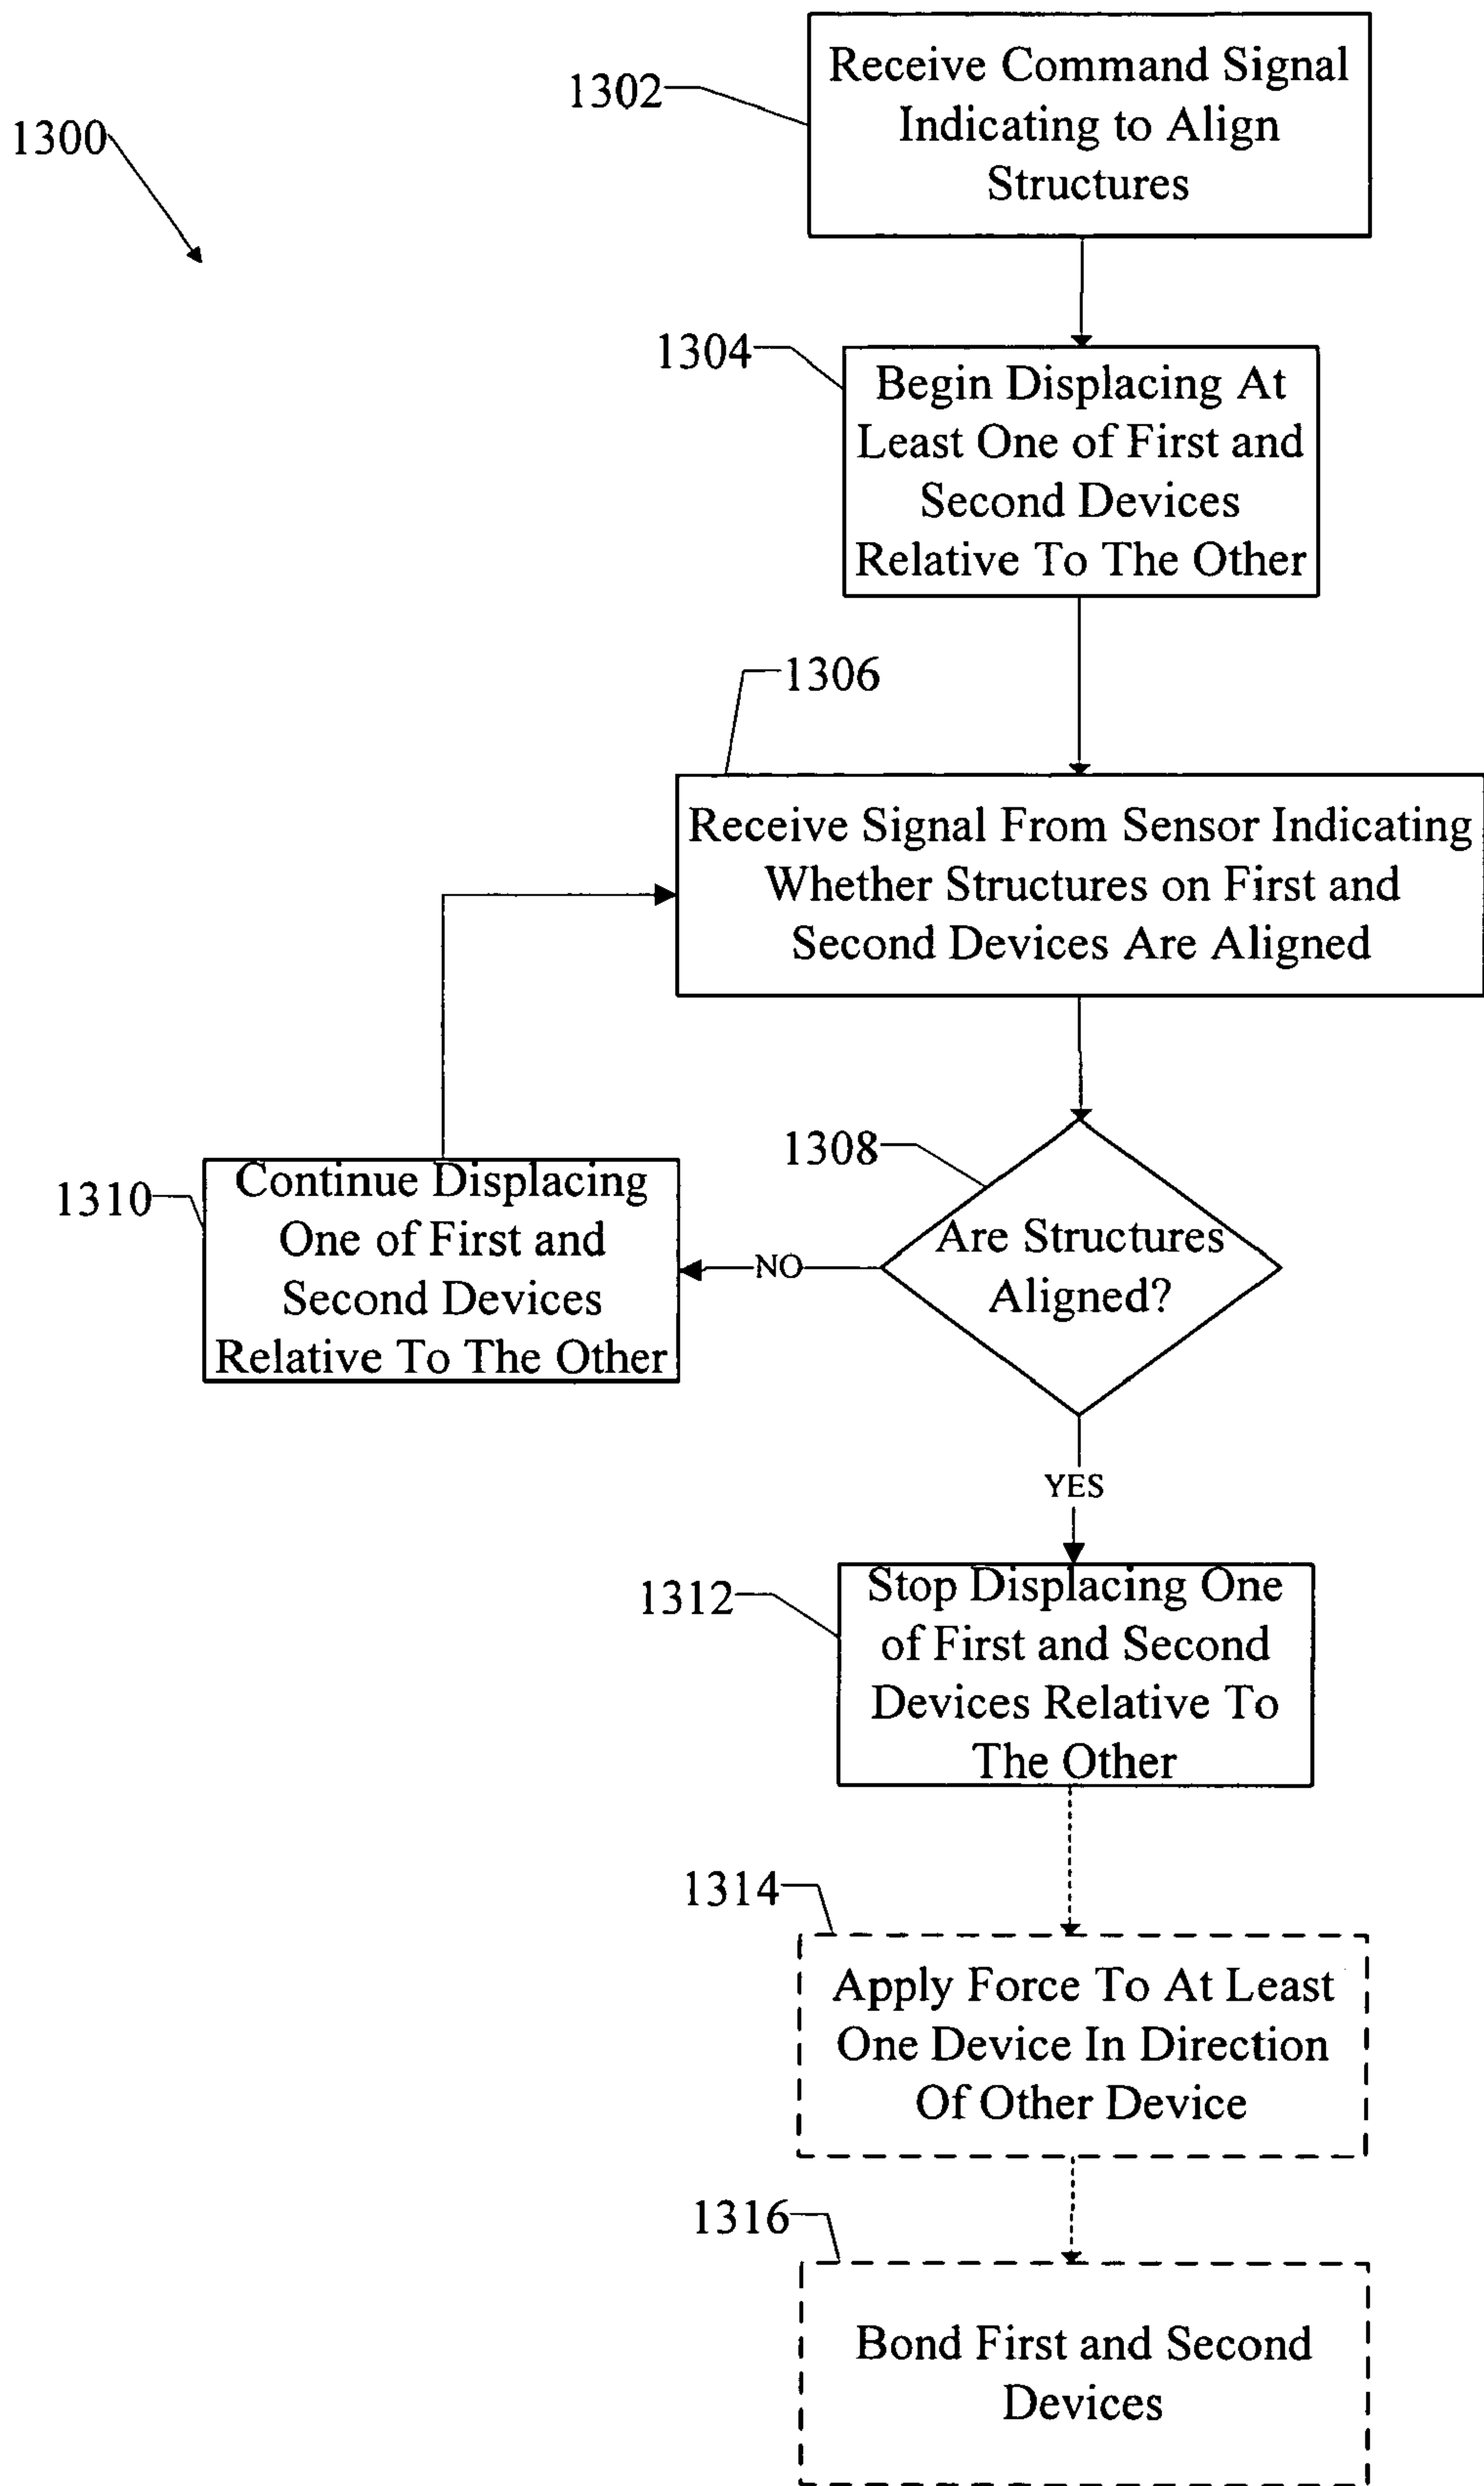 1300
1302
Receive Command Signal
Indicating to Align
Structures
1304
Begin Displacing At
Least One of First and
Second Devices
Relative To The Other
1306
Receive Signal From Sensor Indicating
Whether Structures on First and
Second Devices Are Aligned
1308
Are Structures
Aligned?
NO
1310
Continue Displacing
One of First and
Second Devices
Relative To The Other
YES
1312
Stop Displacing One
of First and Second
Devices Relative To
The Other
1314
Apply Force To At Least
One Device In Direction
Of Other Device
1316
Bond First and Second
Devices